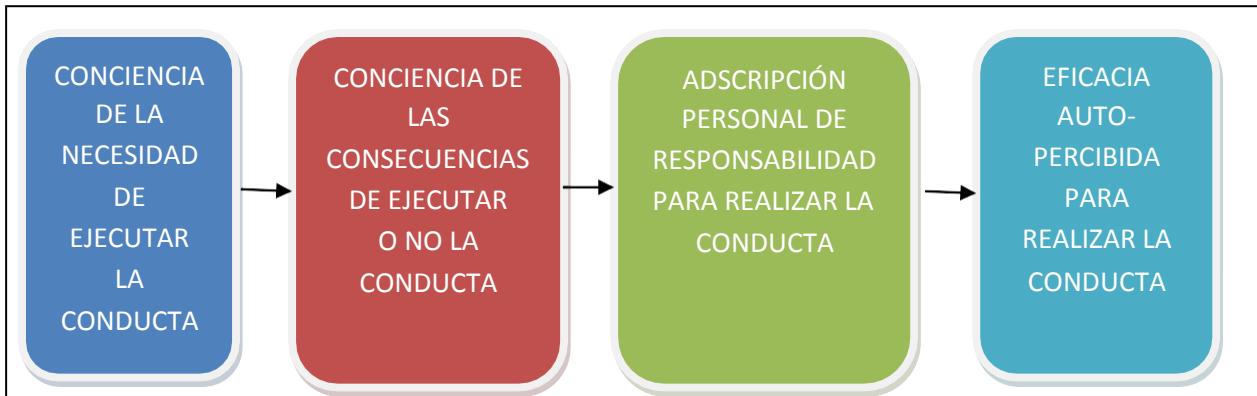 CONCIENCIA
DE LA
NECESIDAD
DE
EJECUTAR
LA
CONDUCTA
CONCIENCIA DE
LAS
CONSECUENCIAS
DE EJECUTAR
O NO LA
CONDUCTA
ADSCRIPCIÓN
PERSONAL DE
RESPONSABILIDAD
PARA REALIZAR LA
CONDUCTA
EFICACIA
AUTO-
PERCIBIDA
PARA
REALIZAR LA
CONDUCTA